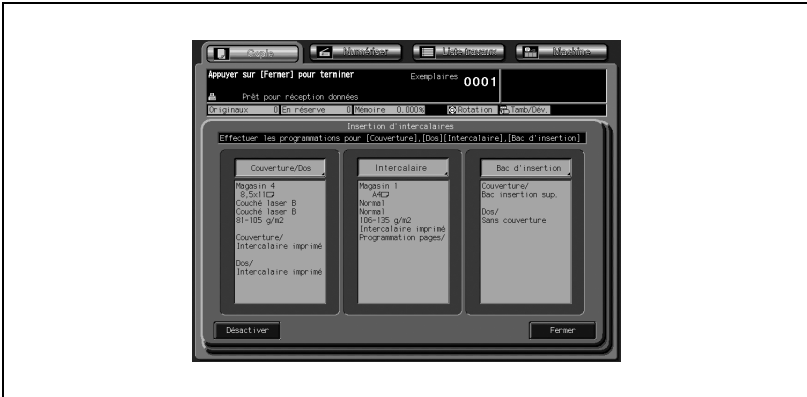 Copie Numériser Liste travaux Machine
Appuyer sur [Fermer] pour terminer
Exemplaires 0001
Prêt pour réception données
Originaux 0 En réserve 0 Mémoire 0.000% Rotation Tamb/Dév.
Insertion d'intercalaires
Effectuer les programmations pour [Couverture],[Dos][Intercalaire],[Bac d'insertion]
Couverture/Dos
Magasin 4
8,5x11
Couché laser B
Couché laser B
81-105 g/m2
Couverture/
Intercalaire imprimé
Dos/
Intercalaire imprimé
Intercalaire
Magasin 1
A4
Normal
Normal
106-135 g/m2
Intercalaire imprimé
Programmation pages/
Bac d'insertion
Couverture/
Bac insertion sup.
Dos/
Sans couverture
Désactiver
Fermer